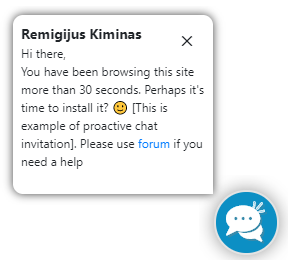 Remigijus Kiminas
Hi there,
You have been browsing this site
more than 30 seconds. Perhaps it's
time to install it? 🙂 [This is
example of proactive chat
invitation]. Please use forum if you
need a help